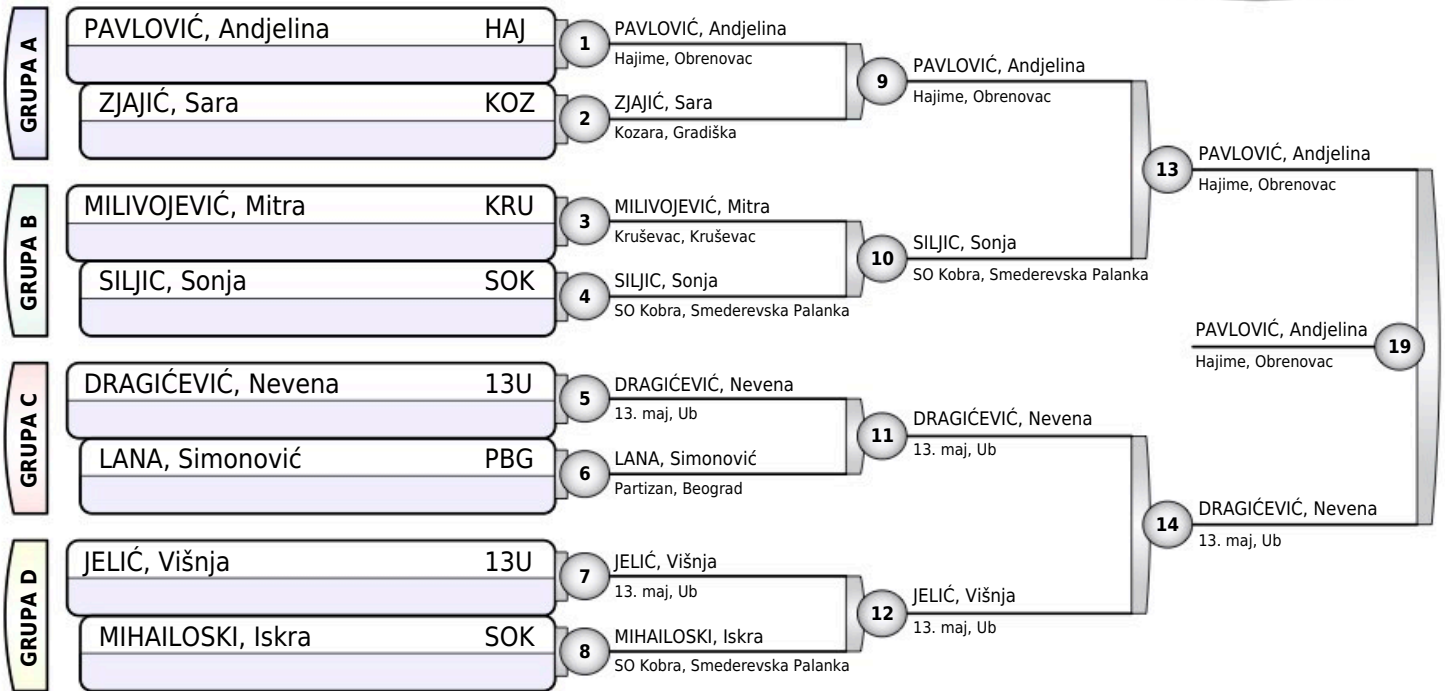 GRUPA A
PAVLOVIĆ, Andjelina HAJ
ZJAJIĆ, Sara KOZ
GRUPA B
MILIVOJEVIĆ, Mitra KRU
SILJIC, Sonja SOK
GRUPA C
DRAGIĆEVIĆ, Nevena 13U
LANA, Simonović PBG
GRUPA D
JELIĆ, Višnja 13U
MIHAILOSKI, Iskra SOK
1
PAVLOVIĆ, Andjelina
Hajime, Obrenovac
2
ZJAJIĆ, Sara
Kozara, Gradiška
3
MILIVOJEVIĆ, Mitra
Kruševac, Kruševac
4
SILJIC, Sonja
SO Kobra, Smederevska Palanka
5
DRAGIĆEVIĆ, Nevena
13. maj, Ub
6
LANA, Simonović
Partizan, Beograd
7
JELIĆ, Višnja
13. maj, Ub
8
MIHAILOSKI, Iskra
SO Kobra, Smederevska Palanka
9
PAVLOVIĆ, Andjelina
Hajime, Obrenovac
10
SILJIC, Sonja
SO Kobra, Smederevska Palanka
11
DRAGIĆEVIĆ, Nevena
13. maj, Ub
12
JELIĆ, Višnja
13. maj, Ub
13
PAVLOVIĆ, Andjelina
Hajime, Obrenovac
14
DRAGIĆEVIĆ, Nevena
13. maj, Ub
PAVLOVIĆ, Andjelina
Hajime, Obrenovac
19